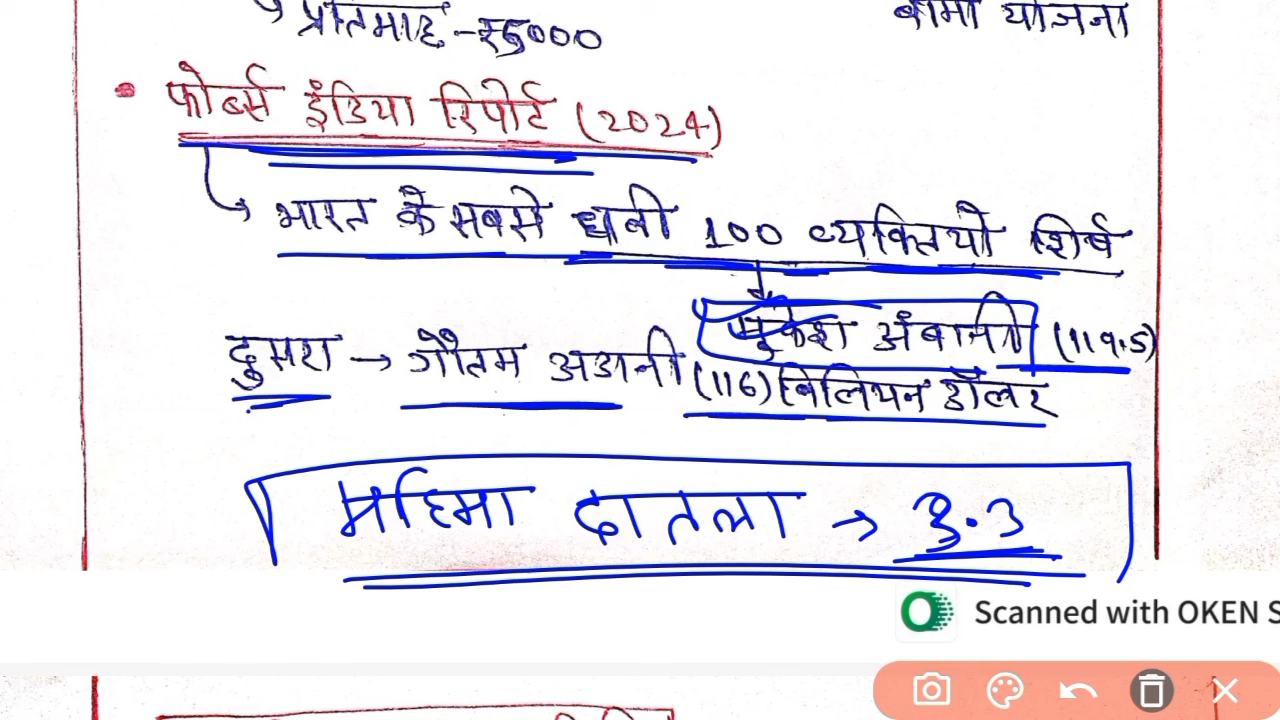 प्रतिमाह -₹5000
बीमा योजना
• फोर्ब्स इंडिया रिपोर्ट (2024)
भारत के सबसे धनी 100 व्यक्तियो शिर्ष
मुकेश अंबानी (119.5)
दुसरा → गौतम अडानी (116) बिलियन डॉलर
महिमा दातला → 3.3
Scanned with OKEN S